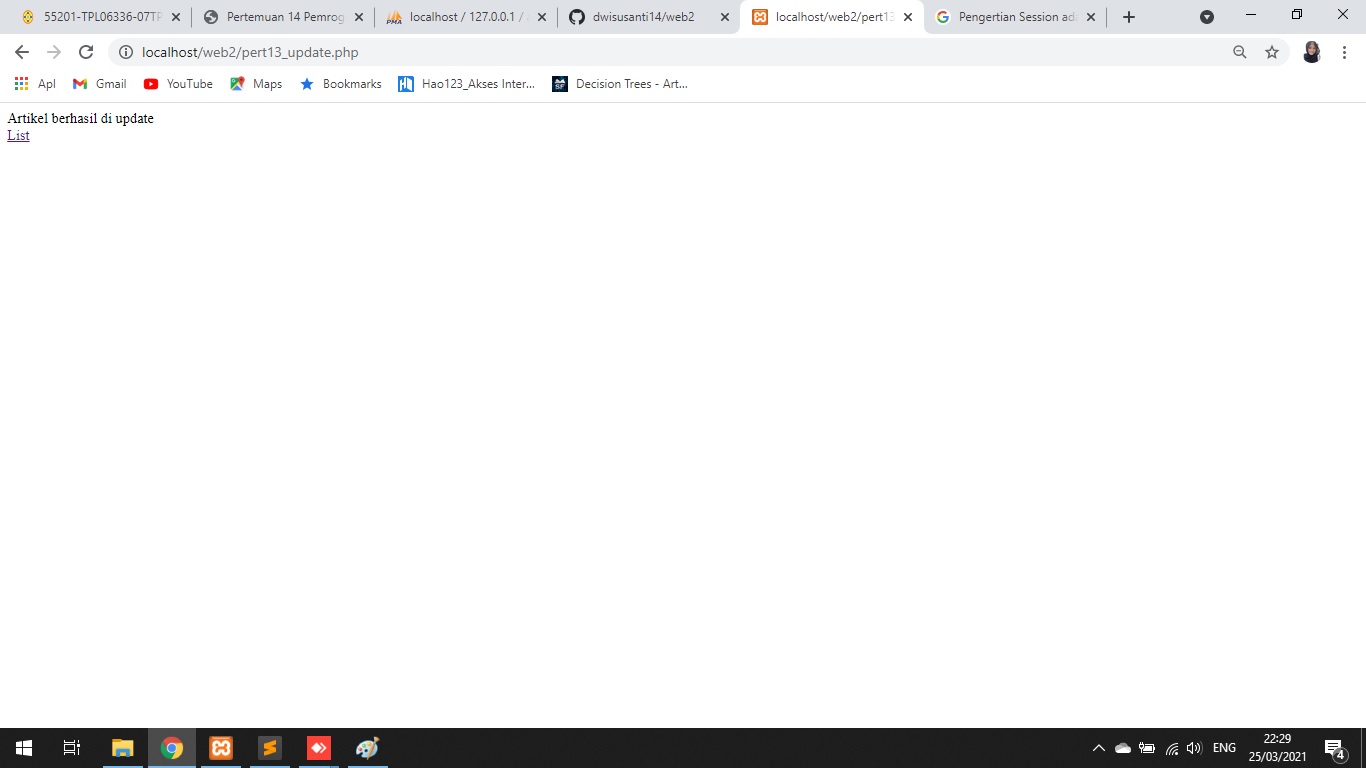 55201-TPL06336-07TP
Pertemuan 14 Pemrog
localhost / 127.0.0.1 /
dwisusanti14/web2
localhost/web2/pert13
Pengertian Session ad
localhost/web2/pert13_update.php
Apl
Gmail
YouTube
Maps
Bookmarks
Hao123_Akses Inter...
Decision Trees - Art...
Artikel berhasil di update
List
ENG
22:29
25/03/2021
4